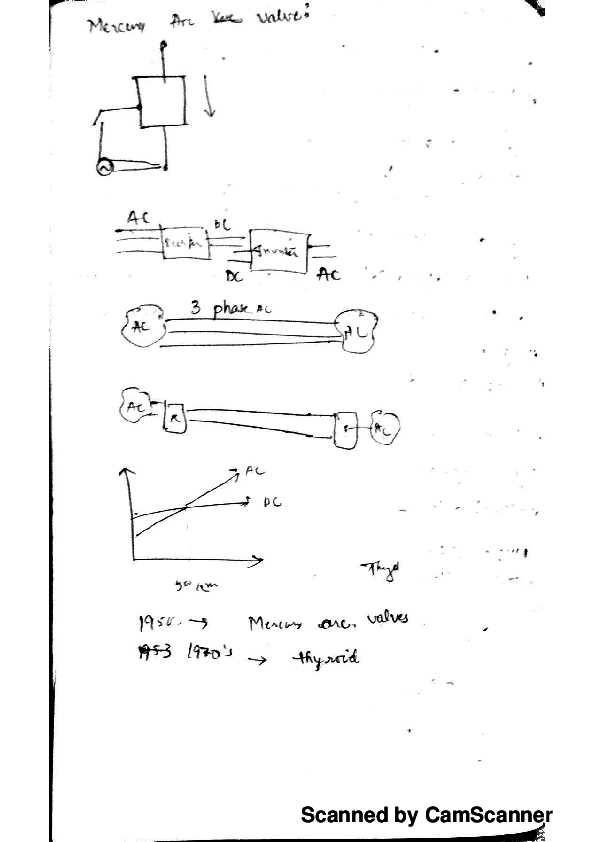 Mercury Arc valve:
AC
DC
Rectifier
Inverter
DC
AC
3 phase AC
AC
AC
AC
R
AC
AC
DC
500 km
Thyd
1950. → Mercury arc valves
1953 1970's → thyroid
Scanned by CamScanner